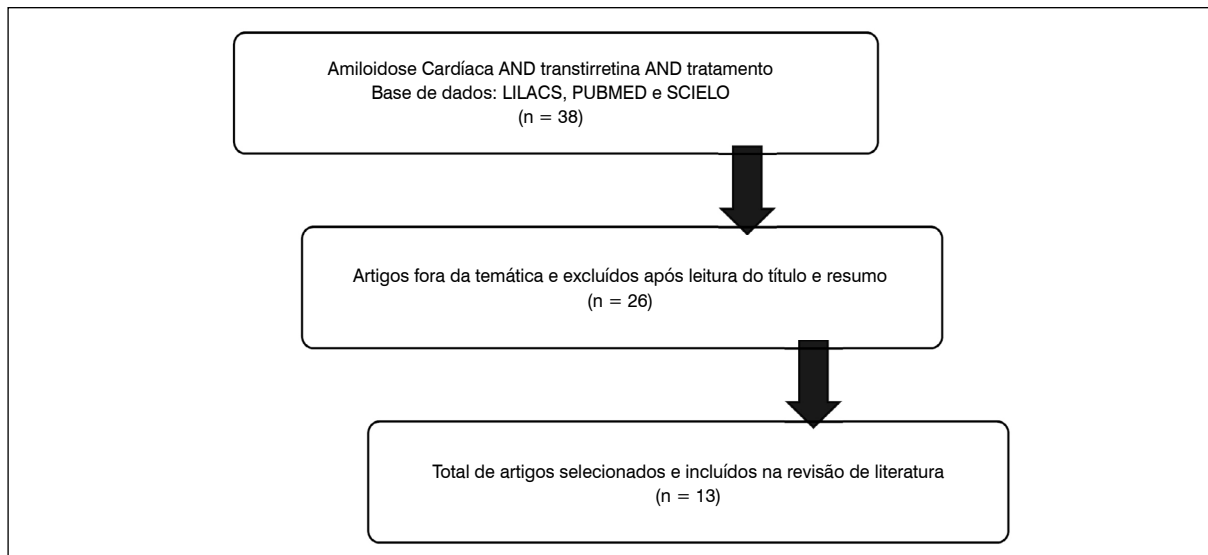 Amiloidose Cardíaca AND transtirretina AND tratamento
Base de dados: LILACS, PUBMED e SCIELO
(n = 38)
Artigos fora da temática e excluídos após leitura do título e resumo
(n = 26)
Total de artigos selecionados e incluídos na revisão de literatura
(n = 13)